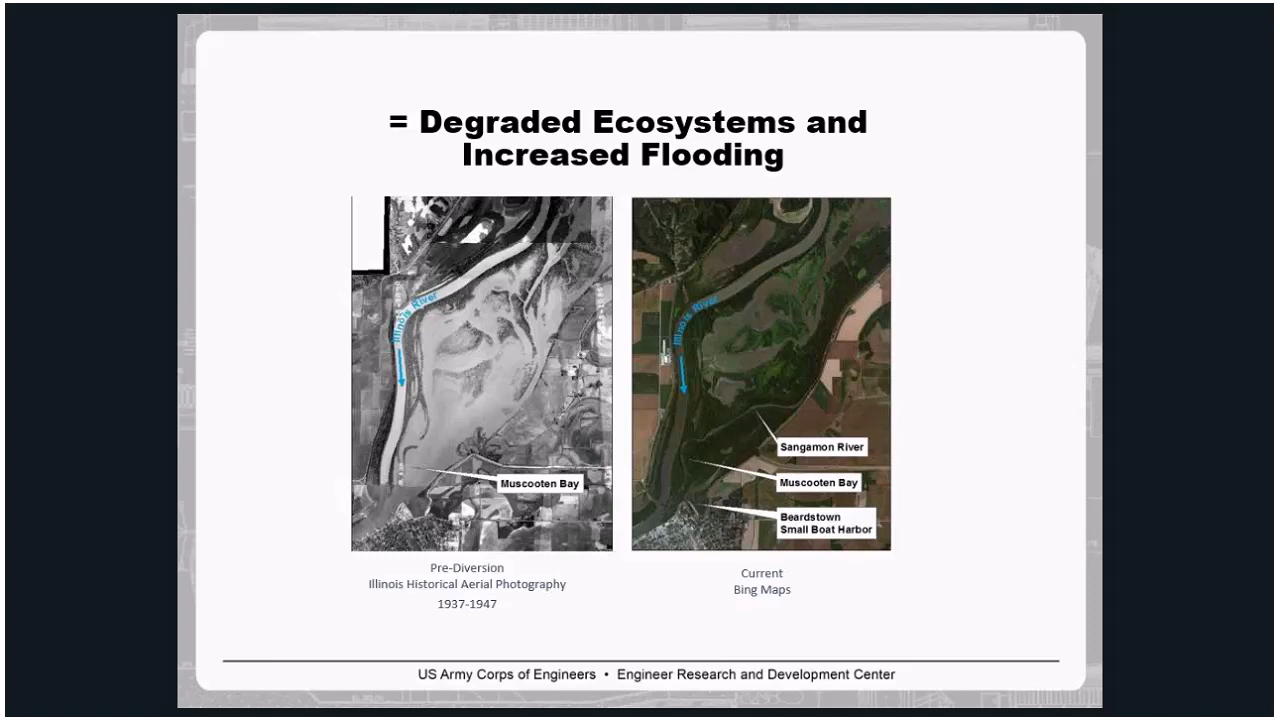 = Degraded Ecosystems and
Increased Flooding
Illinois River
Muscooten Bay
Illinois River
Sangamon River
Muscooten Bay
Beardstown
Small Boat Harbor
Pre-Diversion
Illinois Historical Aerial Photography
1937-1947
Current
Bing Maps
US Army Corps of Engineers • Engineer Research and Development Center